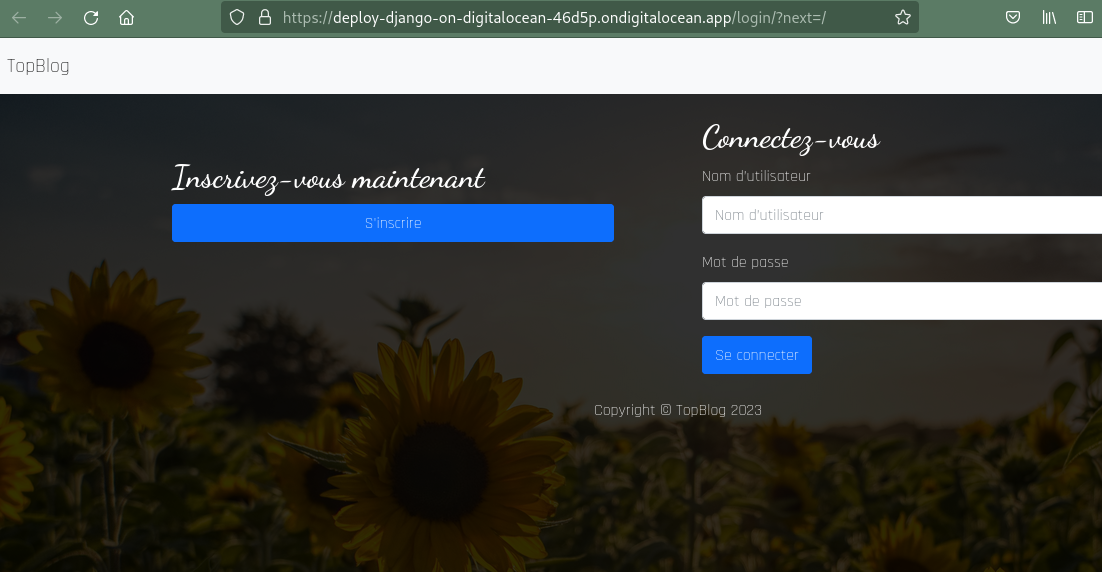 https://deploy-django-on-digitalocean-46d5p.ondigitalocean.app/login/?next=/
TopBlog
Inscrivez-vous maintenant
S'inscrire
Connectez-vous
Nom d'utilisateur
Nom d'utilisateur
Mot de passe
Mot de passe
Se connecter
Copyright © TopBlog 2023